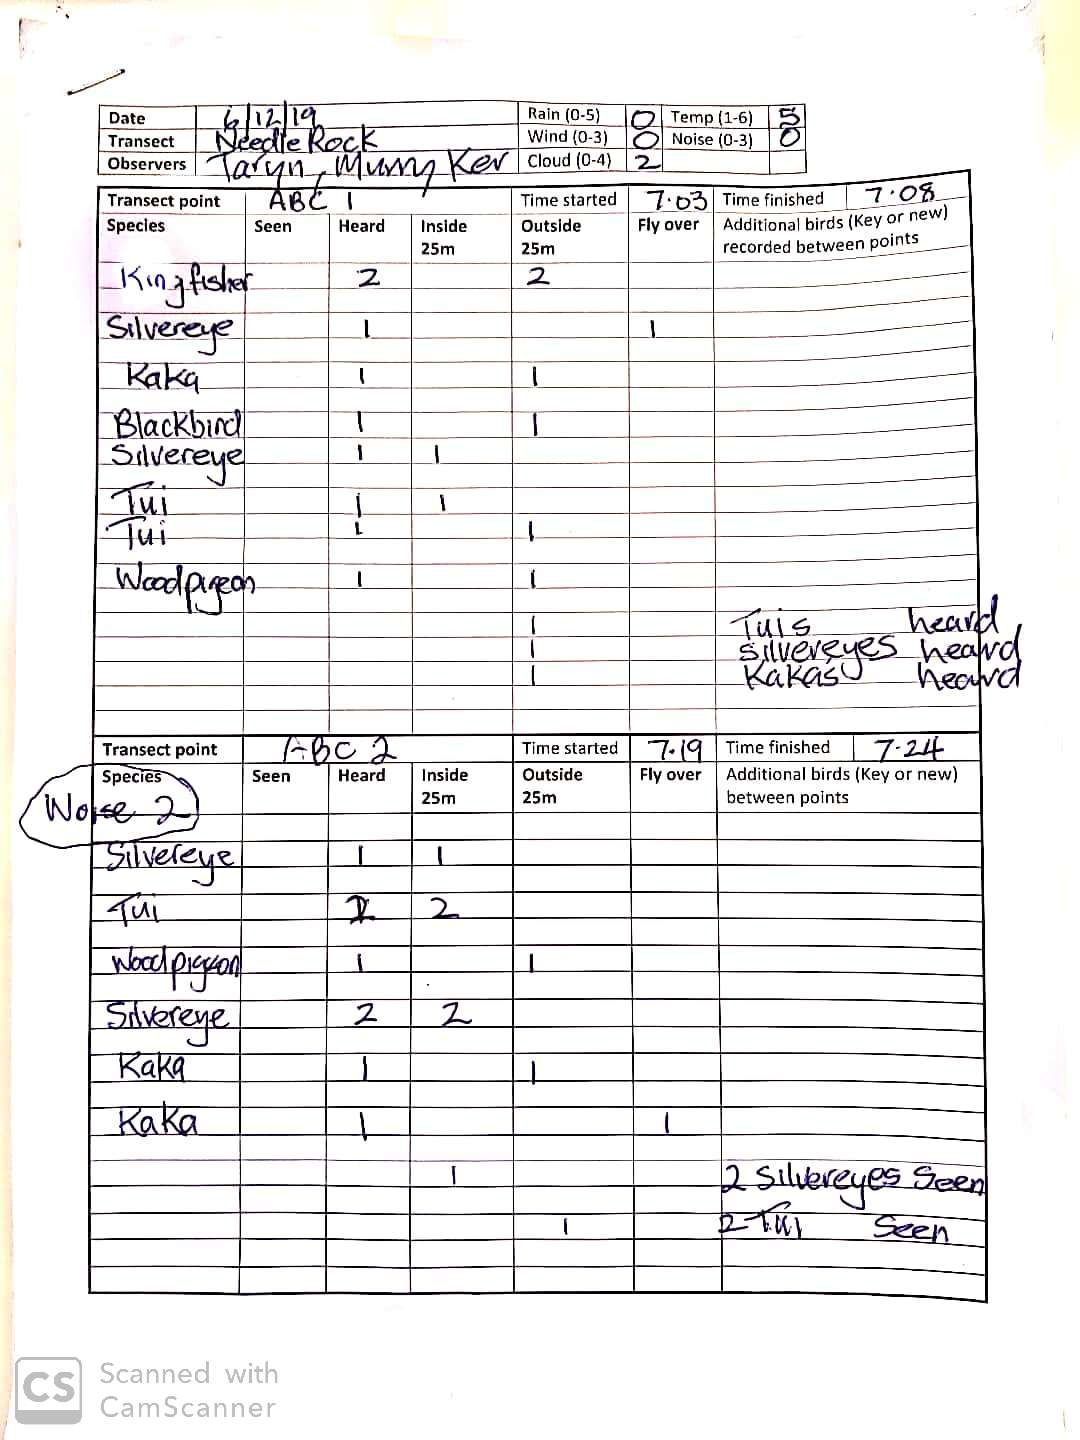 Date 6/12/19 Rain (0-5) 0 Temp (1-6) 5
Transect Needle Rock Wind (0-3) 0 Noise (0-3) 0
Observers Taryn, Murry Kev Cloud (0-4) 2
Transect point ABC 1 Time started 7.03 Time finished 7.08
Species Seen Heard Inside 25m Outside 25m Fly over Additional birds (Key or new) recorded between points
Kingfisher 2 2
Silvereye 1 1
Kaka 1 1
Blackbird 1 1
Silvereye 1 1
Tui 1 1
Tui 1 1
Woodpigeon 1 1
1 Tuis heard
1 Silvereyes heard
1 Kakas heard
Transect point ABC 2 Time started 7.19 Time finished 7.24
Species Seen Heard Inside 25m Outside 25m Fly over Additional birds (Key or new) between points
Noise 2
Silvereye 1 1
Tui 2
Woodpigeon 1 1
Silvereye 2 2
Kaka 1 1
Kaka 1 1
1 2 Silvereyes Seen
1 2 Tui Seen
CS Scanned with
CamScanner